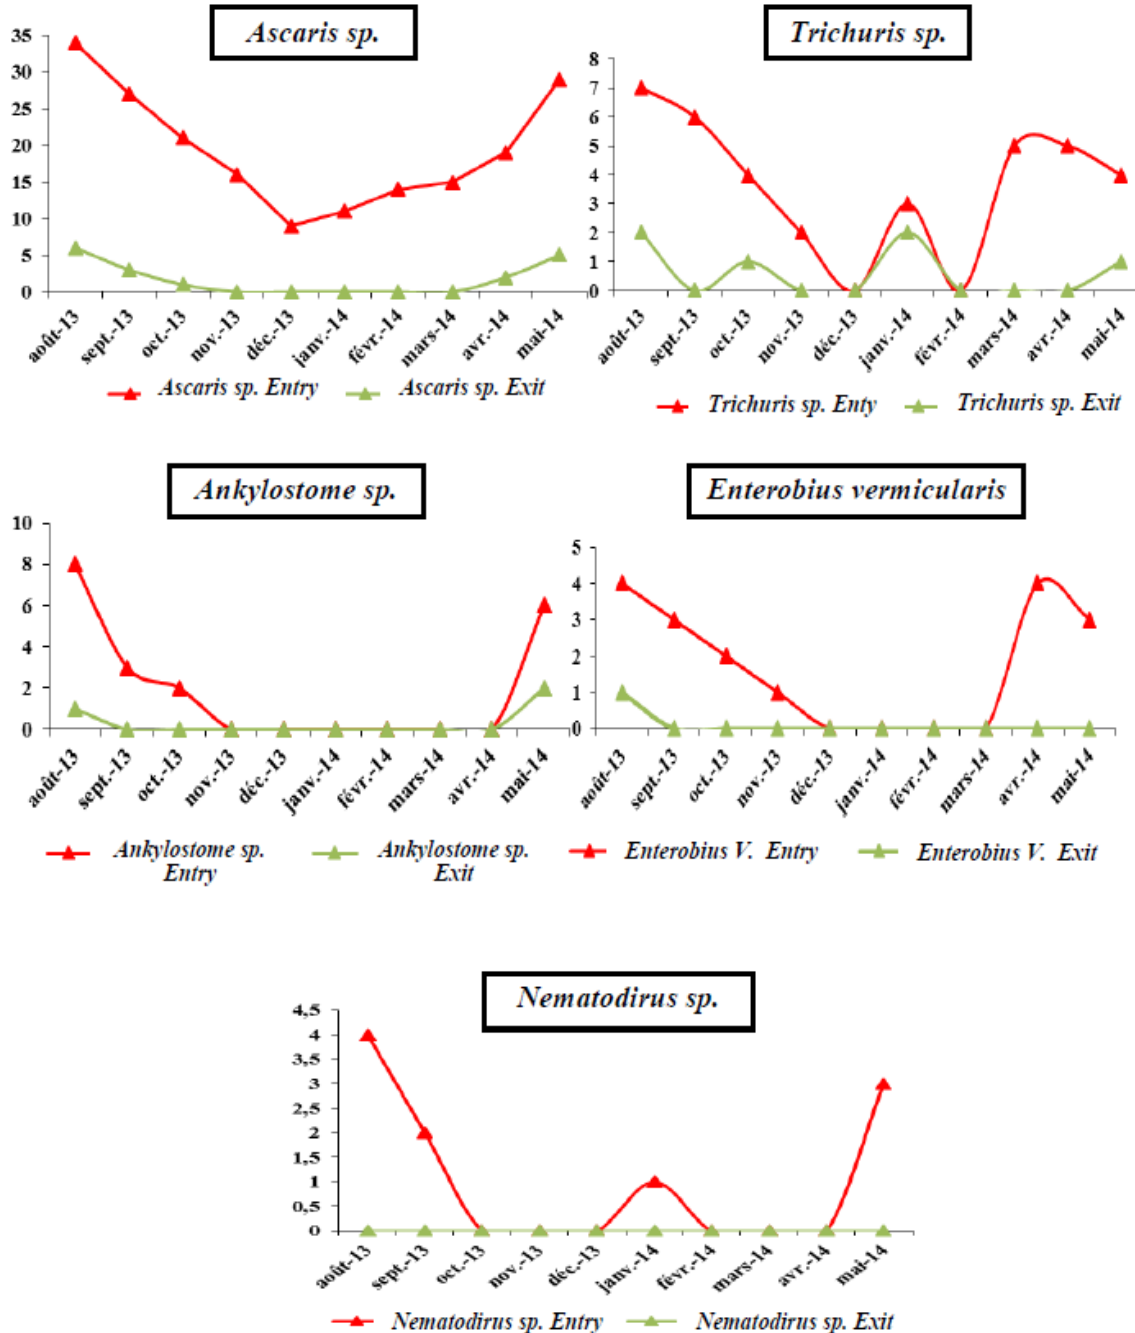 Ascaris sp.
35
30
25
20
15
10
5
0
août-13
sept.-13
oct.-13
nov.-13
déc.-13
janv.-14
févr.-14
mars-14
avr.-14
mai-14
Ascaris sp. Entry
Ascaris sp. Exit
Trichuris sp.
8
7
6
5
4
3
2
1
0
août-13
sept.-13
oct.-13
nov.-13
déc.-13
janv.-14
févr.-14
mars-14
avr.-14
mai-14
Trichuris sp. Enty
Trichuris sp. Exit
Ankylostome sp.
10
8
6
4
2
0
août-13
sept.-13
oct.-13
nov.-13
déc.-13
janv.-14
févr.-14
mars-14
avr.-14
mai-14
Ankylostome sp.
Entry
Ankylostome sp.
Exit
Enterobius vermicularis
5
4
3
2
1
0
août-13
sept.-13
oct.-13
nov.-13
déc.-13
janv.-14
févr.-14
mars-14
avr.-14
mai-14
Enterobius V. Entry
Enterobius V. Exit
Nematodirus sp.
4,5
4
3,5
3
2,5
2
1,5
1
0,5
0
août-13
sept.-13
oct.-13
nov.-13
déc.-13
janv.-14
févr.-14
mars-14
avr.-14
mai-14
Nematodirus sp. Entry
Nematodirus sp. Exit